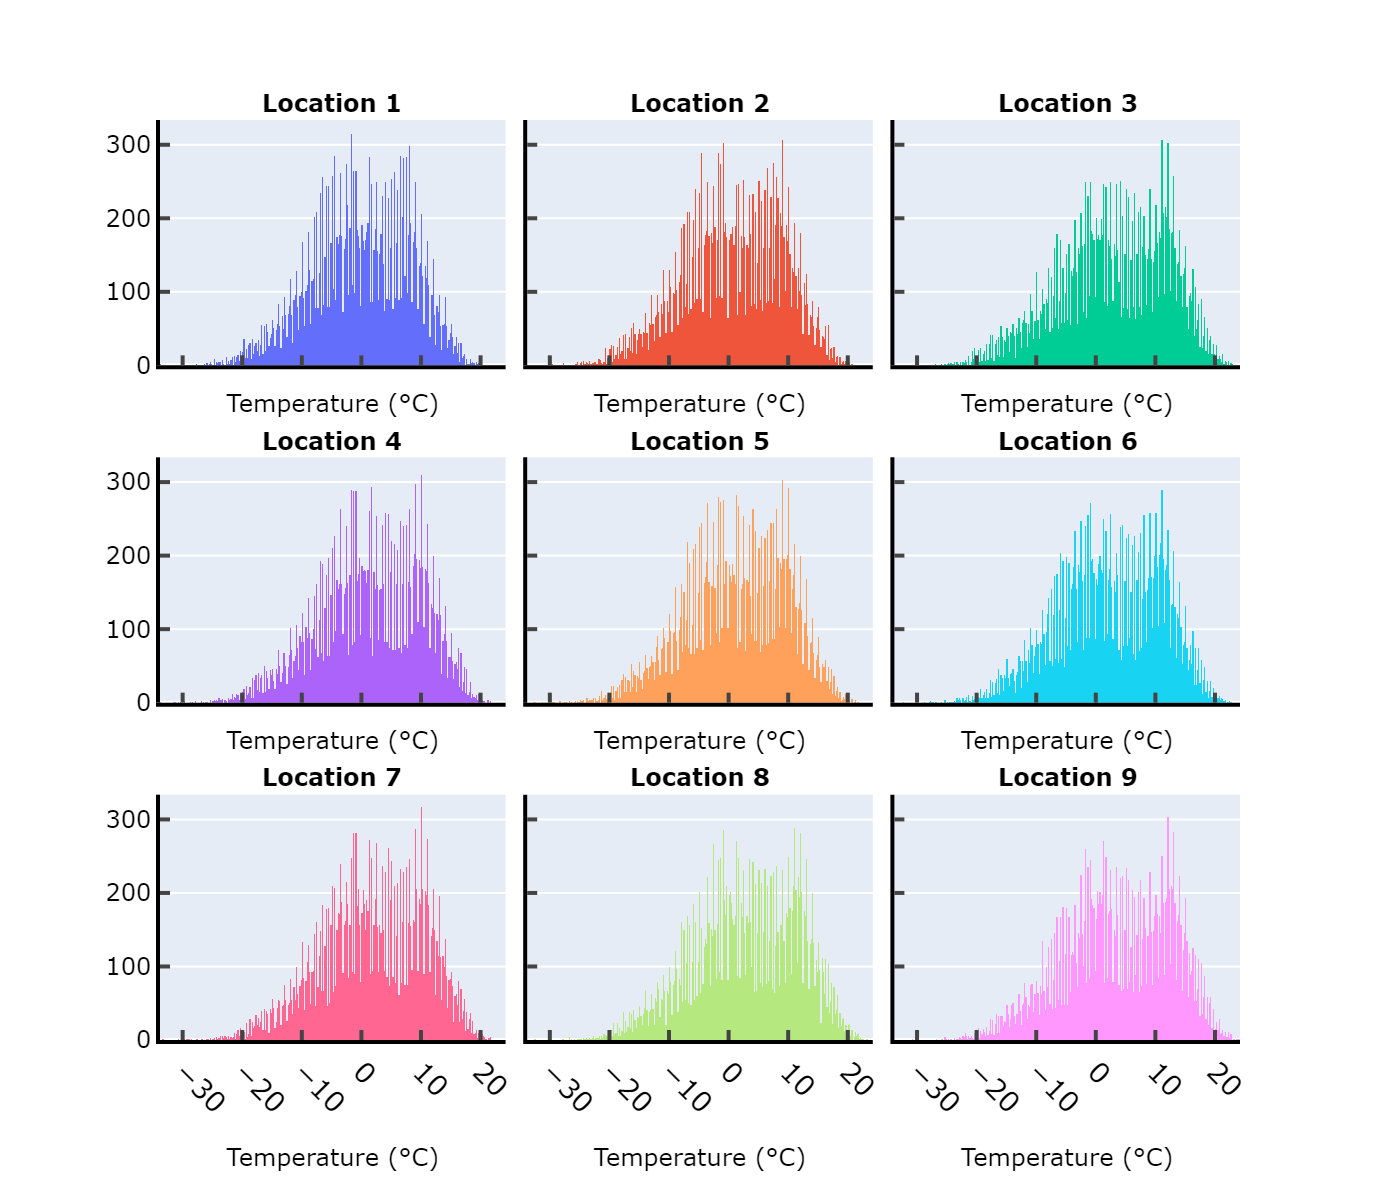 Location 1 Location 2 Location 3
300
200
100
0
Temperature (°C) Temperature (°C) Temperature (°C)
Location 4 Location 5 Location 6
300
200
100
0
Temperature (°C) Temperature (°C) Temperature (°C)
Location 7 Location 8 Location 9
300
200
100
0
−30 −20 −10 0 10 20 −30 −20 −10 0 10 20 −30 −20 −10 0 10 20
Temperature (°C) Temperature (°C) Temperature (°C)